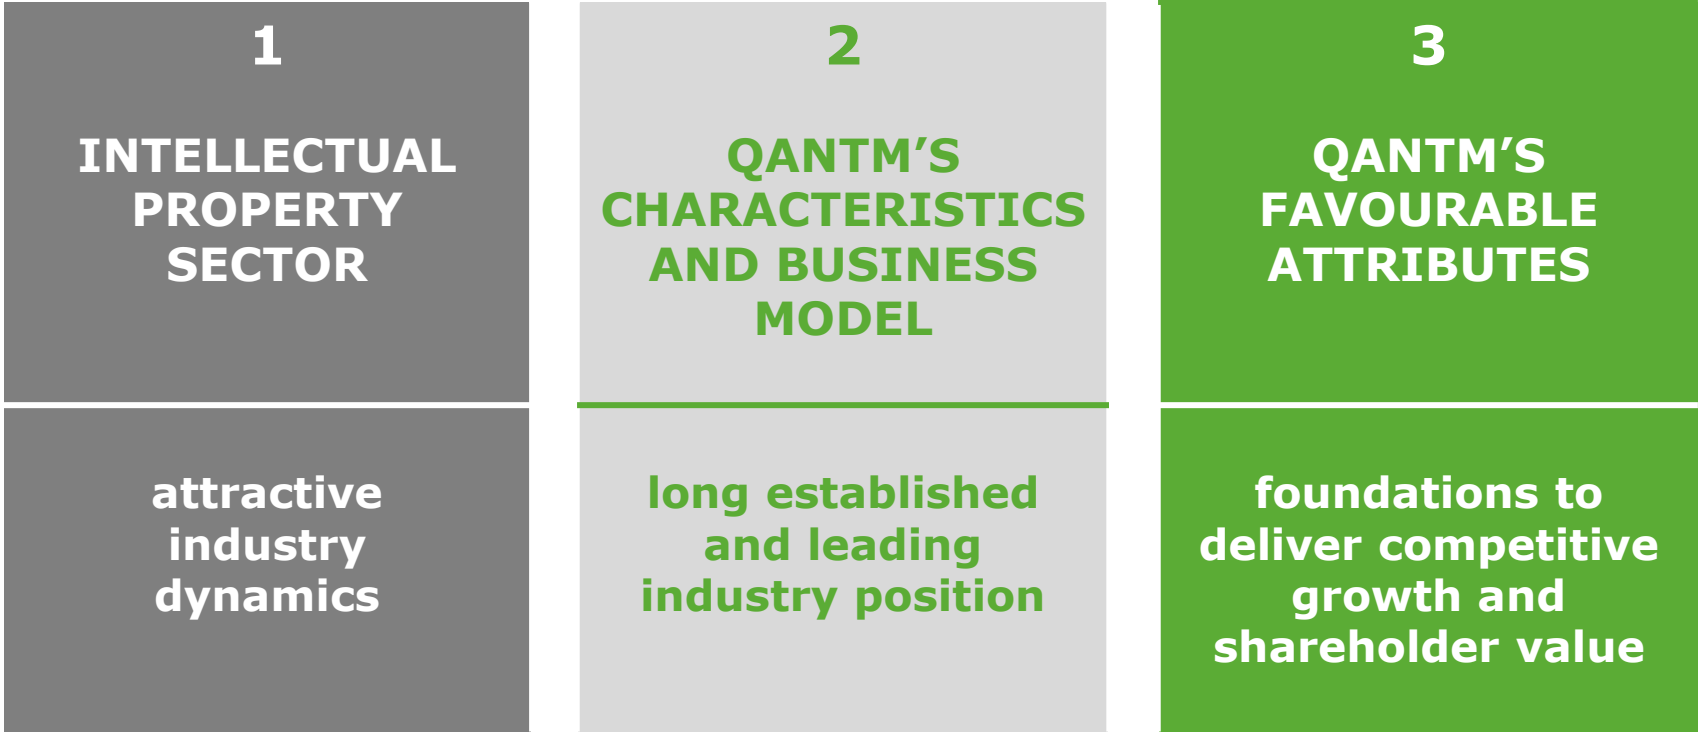 1
INTELLECTUAL
PROPERTY
SECTOR
attractive
industry
dynamics
2
QANTM’S
CHARACTERISTICS
AND BUSINESS
MODEL
long established
and leading
industry position
3
QANTM’S
FAVOURABLE
ATTRIBUTES
foundations to
deliver competitive
growth and
shareholder value